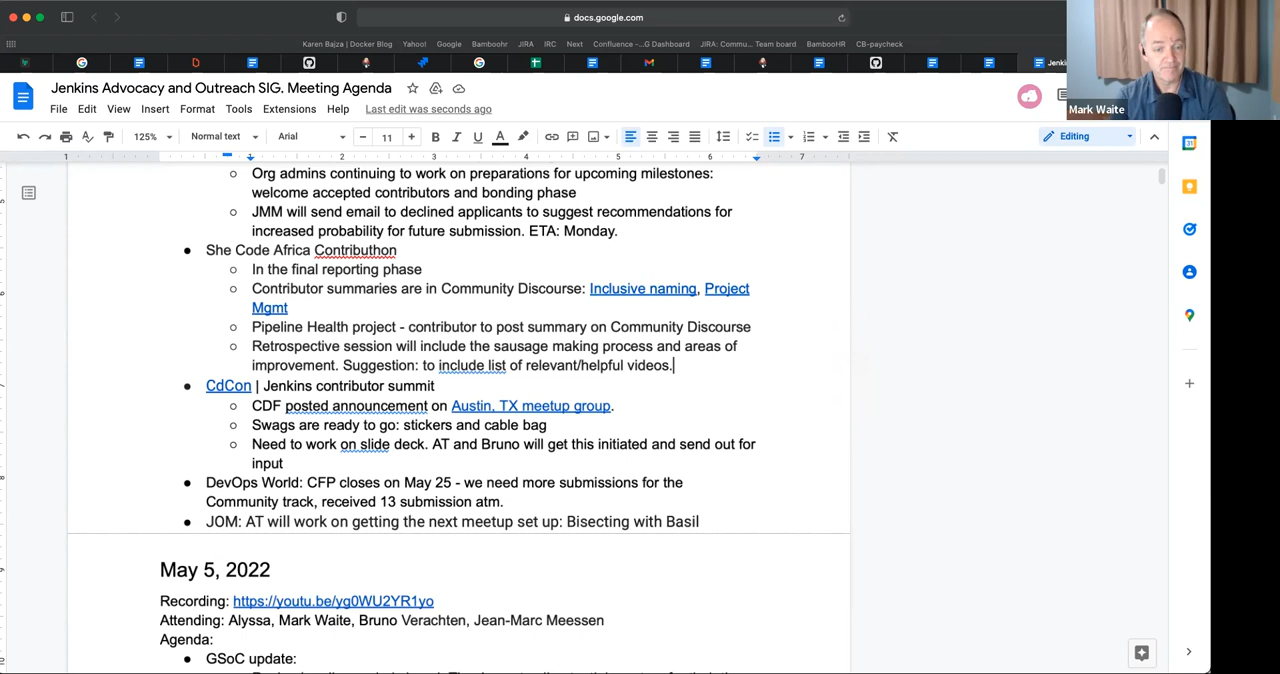 docs.google.com
Karen Bajza | Docker Blog Yahoo! Google Bamboohr JIRA IRC Next Confluence -...G Dashboard JIRA: Commu... Team board BambooHR CB-paycheck
Jenki
Jenkins Advocacy and Outreach SIG. Meeting Agenda
Mark Waite
File Edit View Insert Format Tools Extensions Help Last edit was seconds ago
125% Normal text Arial 11 Editing
1 1 2 3 4 5 6 7
Org admins continuing to work on preparations for upcoming milestones:
welcome accepted contributors and bonding phase
JMM will send email to declined applicants to suggest recommendations for
increased probability for future submission. ETA: Monday.
She Code Africa Contributhon
In the final reporting phase
Contributor summaries are in Community Discourse: Inclusive naming, Project
Mgmt
Pipeline Health project - contributor to post summary on Community Discourse
Retrospective session will include the sausage making process and areas of
improvement. Suggestion: to include list of relevant/helpful videos.
CdCon | Jenkins contributor summit
CDF posted announcement on Austin, TX meetup group.
Swags are ready to go: stickers and cable bag
Need to work on slide deck. AT and Bruno will get this initiated and send out for
input
DevOps World: CFP closes on May 25 - we need more submissions for the
Community track, received 13 submission atm.
JOM: AT will work on getting the next meetup set up: Bisecting with Basil
May 5, 2022
Recording: https://youtu.be/yg0WU2YR1yo
Attending: Alyssa, Mark Waite, Bruno Verachten, Jean-Marc Meessen
Agenda:
GSoC update: